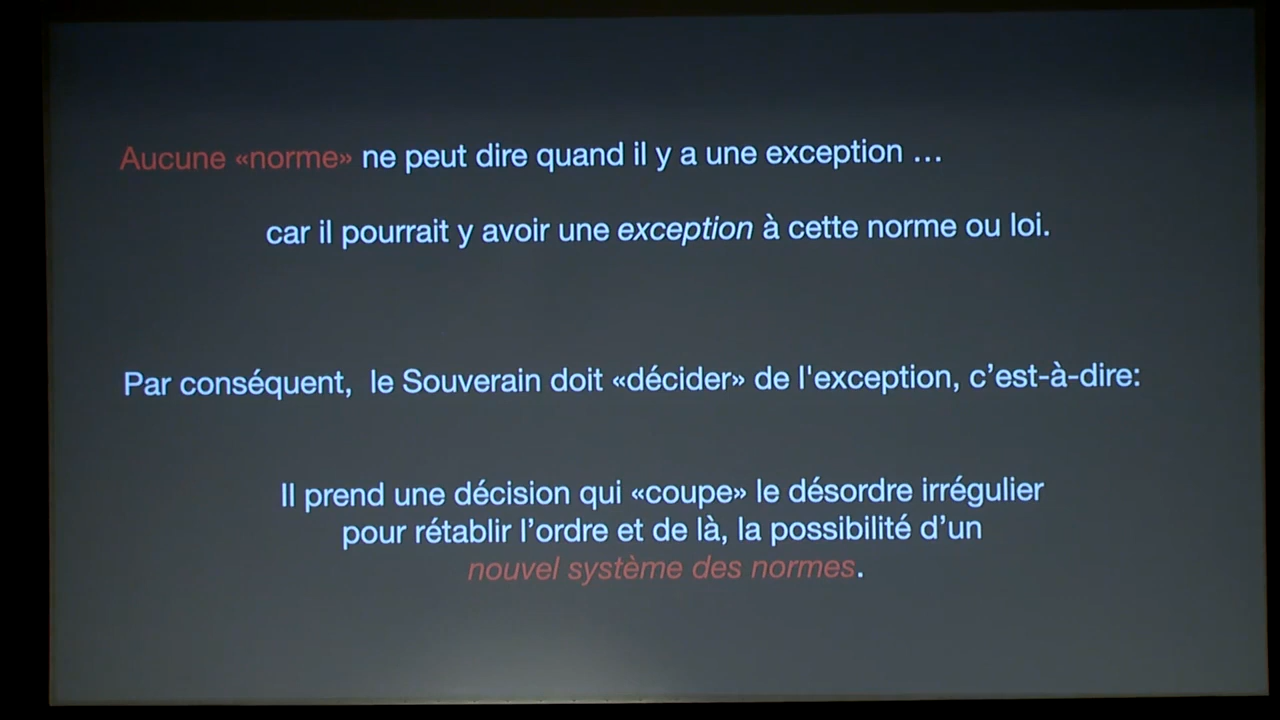 Aucune «norme» ne peut dire quand il y a une exception …
car il pourrait y avoir une exception à cette norme ou loi.
Par conséquent, le Souverain doit «décider» de l'exception, c’est-à-dire:
Il prend une décision qui «coupe» le désordre irrégulier
pour rétablir l’ordre et de là, la possibilité d’un
nouvel système des normes.